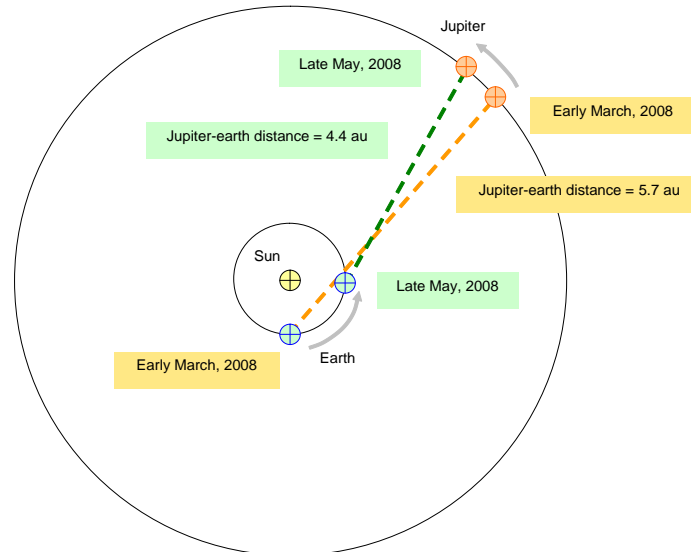 Jupiter
Late May, 2008
Early March, 2008
Jupiter-earth distance = 4.4 au
Jupiter-earth distance = 5.7 au
Sun
Late May, 2008
Early March, 2008
Earth